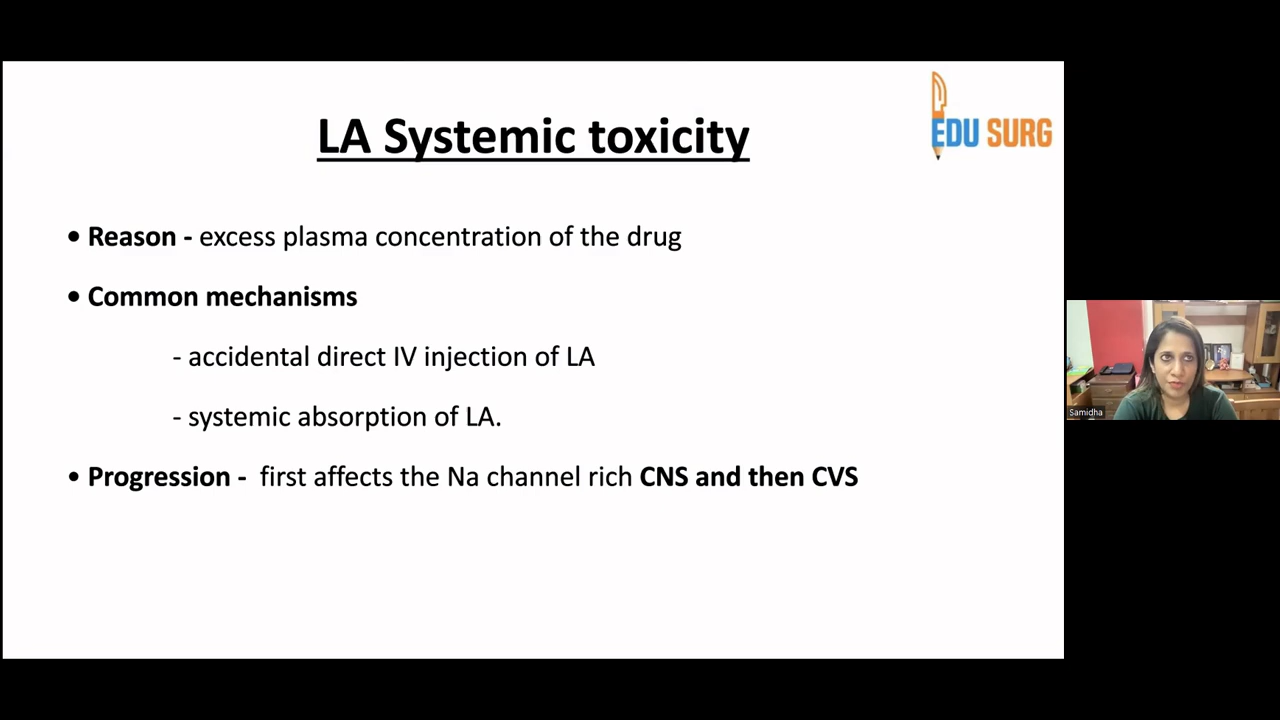 LA Systemic toxicity
EDU SURG
• Reason - excess plasma concentration of the drug
• Common mechanisms
- accidental direct IV injection of LA
- systemic absorption of LA.
• Progression - first affects the Na channel rich CNS and then CVS
Samidha